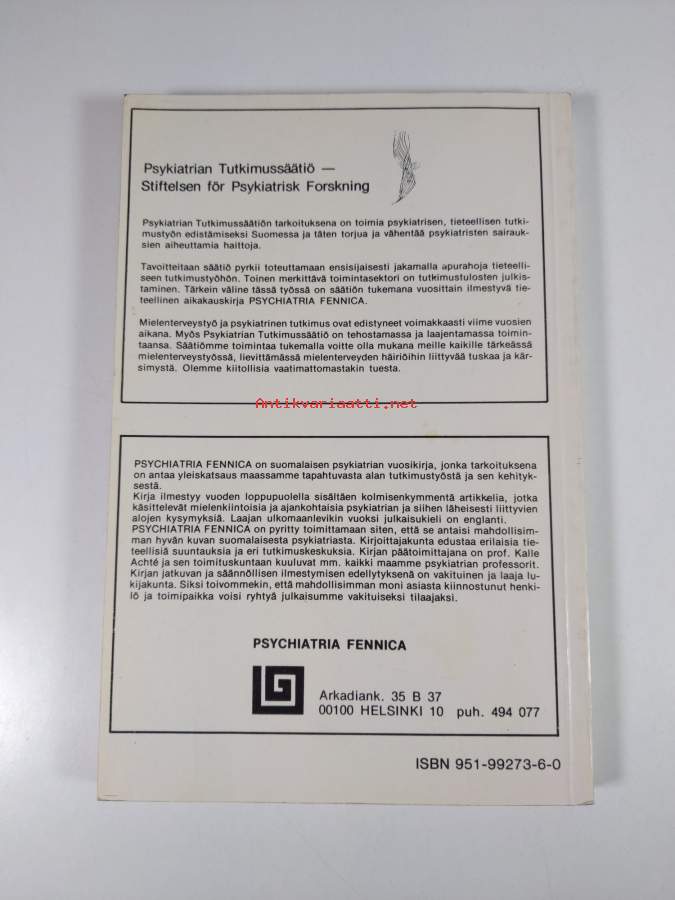 Psykiatrian Tutkimussäätiö —
Stiftelsen för Psykiatrisk Forskning
Psykiatrian Tutkimussäätiön tarkoituksena on toimia psykiatrisen, tieteellisen tutki-
mustyön edistämiseksi Suomessa ja täten torjua ja vähentää psykiatristen sairauk-
sien aiheuttamia haittoja.
Tavoitteitaan säätiö pyrkii toteuttamaan ensisijaisesti jakamalla apurahoja tieteelli-
seen tutkimustyöhön. Toinen merkittävä toimintasektori on tutkimustulosten julkis-
taminen. Tärkein väline tässä työssä on säätiön tukemana vuosittain ilmestyvä tie-
teellinen aikakauskirja PSYCHIATRIA FENNICA.
Mielenterveystyö ja psykiatrinen tutkimus ovat edistyneet voimakkaasti viime vuosien
aikana. Myös Psykiatrian Tutkimussäätiö on tehostamassa ja laajentamassa toimin-
taansa. Säätiömme toimintaa tukemalla voitte olla mukana meille kaikille tärkeässä
mielenterveystyössä, lievittämässä mielenterveyden häiriöihin liittyvää tuskaa ja kär-
simystä. Olemme kiitollisia vaatimattomastakin tuesta.
Antikvariaatti.net
PSYCHIATRIA FENNICA on suomalaisen psykiatrian vuosikirja, jonka tarkoituksena
on antaa yleiskatsaus maassamme tapahtuvasta alan tutkimustyöstä ja sen kehityk-
sestä.
Kirja ilmestyy vuoden loppupuolella sisältäen kolmisenkymmentä artikkelia, jotka
käsittelevät mielenkiintoisia ja ajankohtaisia psykiatrian ja siihen läheisesti liittyvien
alojen kysymyksiä. Laajan ulkomaanlevikin vuoksi julkaisukieli on englanti.
PSYCHIATRIA FENNICA on pyritty toimittamaan siten, että se antaisi mahdollisim-
man hyvän kuvan suomalaisesta psykiatriasta. Kirjoittajakunta edustaa erilaisia tie-
teellisiä suuntauksia ja eri tutkimuskeskuksia. Kirjan päätoimittajana on prof. Kalle
Achté ja sen toimituskuntaan kuuluvat mm. kaikki maamme psykiatrian professorit.
Kirjan jatkuvan ja säännöllisen ilmestymisen edellytyksenä on vakituinen ja laaja lu-
kijakunta. Siksi toivommekin, että mahdollisimman moni asiasta kiinnostunut henki-
lö ja toimipaikka voisi ryhtyä julkaisumme vakituiseksi tilaajaksi.
PSYCHIATRIA FENNICA
Arkadiank. 35 B 37
00100 HELSINKI 10 puh. 494 077
ISBN 951-99273-6-0